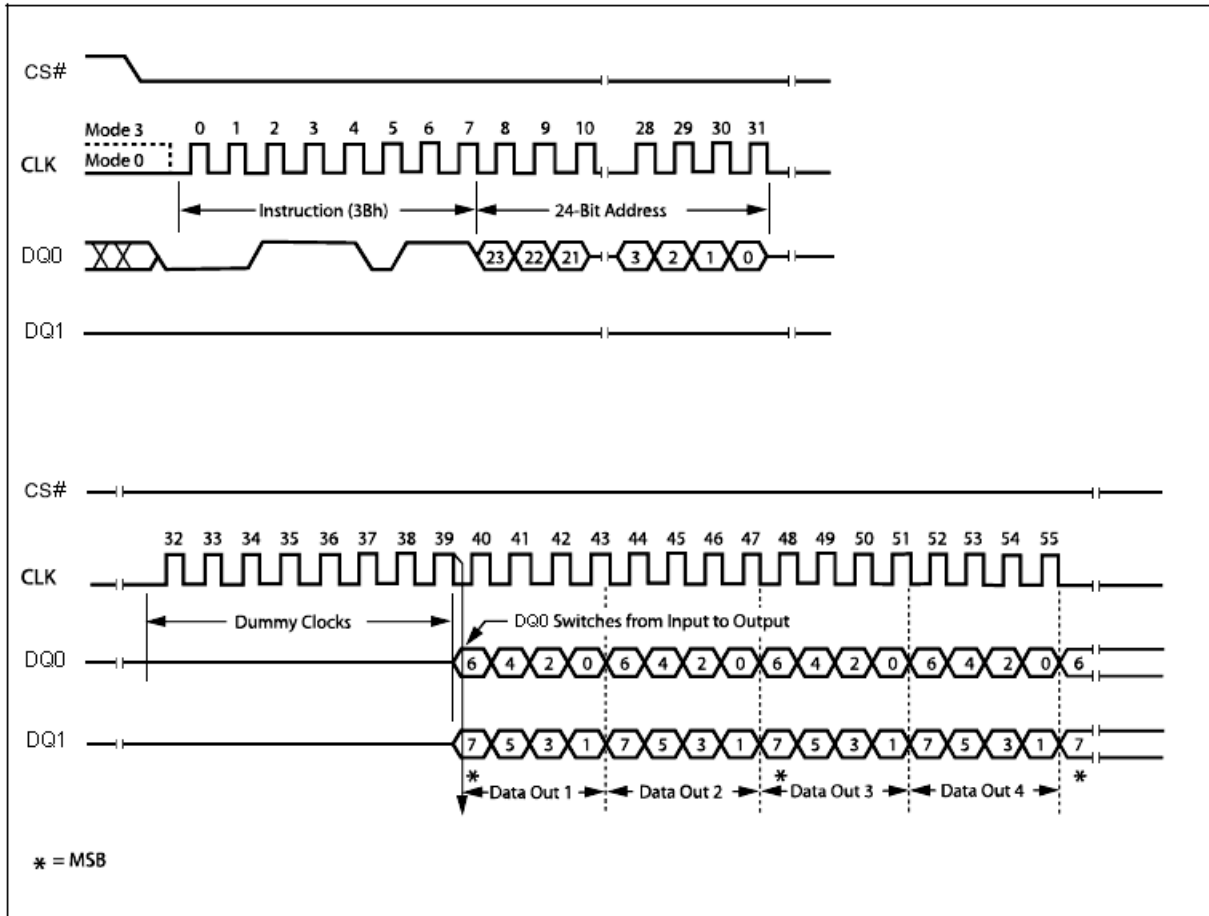 CS#
Mode 3
0 1 2 3 4 5 6 7 8 9 10 28 29 30 31
CLK
Mode 0
Instruction (3Bh) 24-Bit Address
DQ0
23 22 21 3 2 1 0
DQ1
CS#
32 33 34 35 36 37 38 39 40 41 42 43 44 45 46 47 48 49 50 51 52 53 54 55
CLK
Dummy Clocks
DQ0 Switches from Input to Output
DQ0
6 4 2 0 6 4 2 0 6 4 2 0 6 4 2 0 6
DQ1
7 5 3 1 7 5 3 1 7 5 3 1 7 5 3 1 7
* * *
Data Out 1 Data Out 2 Data Out 3 Data Out 4
* = MSB